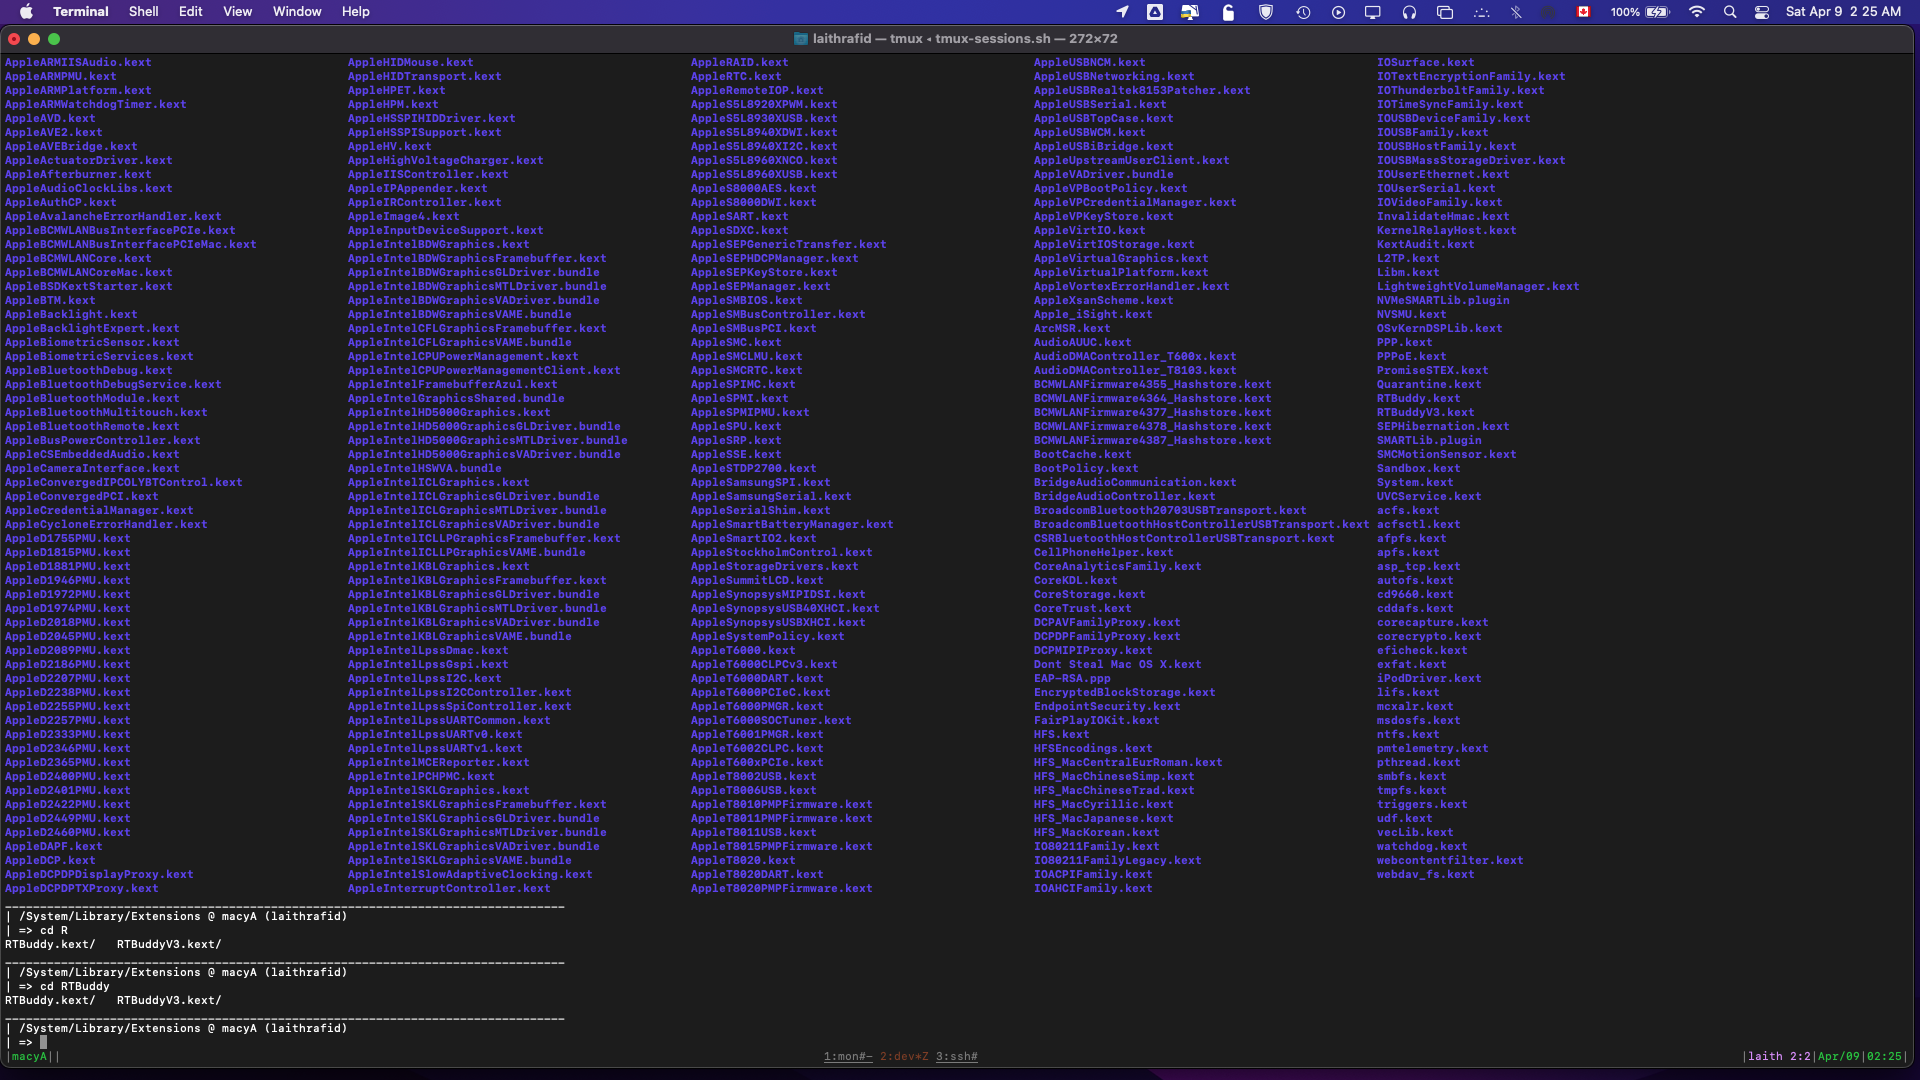 Terminal Shell Edit View Window Help 100% Sat Apr 9 2 25 AM
laithrafid — tmux ◂ tmux-sessions.sh — 272×72
AppleARMIISAudio.kext AppleHIDMouse.kext AppleRAID.kext AppleUSBNCM.kext IOSurface.kext
AppleARMPMU.kext AppleHIDTransport.kext AppleRTC.kext AppleUSBNetworking.kext IOTextEncryptionFamily.kext
AppleARMPlatform.kext AppleHPET.kext AppleRemoteIOP.kext AppleUSBRealtek8153Patcher.kext IOThunderboltFamily.kext
AppleARMWatchdogTimer.kext AppleHPM.kext AppleS5L8920XPWM.kext AppleUSBSerial.kext IOTimeSyncFamily.kext
AppleAVD.kext AppleHSSPIHIDDriver.kext AppleS5L8930XUSB.kext AppleUSBTopCase.kext IOUSBDeviceFamily.kext
AppleAVE2.kext AppleHSSPISupport.kext AppleS5L8940XDWI.kext AppleUSBWCM.kext IOUSBFamily.kext
AppleAVEBridge.kext AppleHV.kext AppleS5L8940XI2C.kext AppleUSBiBridge.kext IOUSBHostFamily.kext
AppleActuatorDriver.kext AppleHighVoltageCharger.kext AppleS5L8960XNCO.kext AppleUpstreamUserClient.kext IOUSBMassStorageDriver.kext
AppleAfterburner.kext AppleIISController.kext AppleS5L8960XUSB.kext AppleVADriver.bundle IOUserEthernet.kext
AppleAudioClockLibs.kext AppleIPAppender.kext AppleS8000AES.kext AppleVPBootPolicy.kext IOUserSerial.kext
AppleAuthCP.kext AppleIRController.kext AppleS8000DWI.kext AppleVPCredentialManager.kext IOVideoFamily.kext
AppleAvalancheErrorHandler.kext AppleImage4.kext AppleSART.kext AppleVPKeyStore.kext InvalidateHmac.kext
AppleBCMWLANBusInterfacePCIe.kext AppleInputDeviceSupport.kext AppleSDXC.kext AppleVirtIO.kext KernelRelayHost.kext
AppleBCMWLANBusInterfacePCIeMac.kext AppleIntelBDWGraphics.kext AppleSEPGenericTransfer.kext AppleVirtIOStorage.kext KextAudit.kext
AppleBCMWLANCore.kext AppleIntelBDWGraphicsFramebuffer.kext AppleSEPHDCPManager.kext AppleVirtualGraphics.kext L2TP.kext
AppleBCMWLANCoreMac.kext AppleIntelBDWGraphicsGLDriver.bundle AppleSEPKeyStore.kext AppleVirtualPlatform.kext Libm.kext
AppleBSDKextStarter.kext AppleIntelBDWGraphicsMTLDriver.bundle AppleSEPManager.kext AppleVortexErrorHandler.kext LightweightVolumeManager.kext
AppleBTM.kext AppleIntelBDWGraphicsVADriver.bundle AppleSMBIOS.kext AppleXsanScheme.kext NVMeSMARTLib.plugin
AppleBacklight.kext AppleIntelBDWGraphicsVAME.bundle AppleSMBusController.kext Apple_iSight.kext NVSMU.kext
AppleBacklightExpert.kext AppleIntelCFLGraphicsFramebuffer.kext AppleSMBusPCI.kext ArcMSR.kext OSvKernDSPLib.kext
AppleBiometricSensor.kext AppleIntelCFLGraphicsVAME.bundle AppleSMC.kext AudioAUUC.kext PPP.kext
AppleBiometricServices.kext AppleIntelCPUPowerManagement.kext AppleSMCLMU.kext AudioDMAController_T600x.kext PPPoE.kext
AppleBluetoothDebug.kext AppleIntelCPUPowerManagementClient.kext AppleSMCRTC.kext AudioDMAController_T8103.kext PromiseSTEX.kext
AppleBluetoothDebugService.kext AppleIntelFramebufferAzul.kext AppleSPIMC.kext BCMWLANFirmware4355_Hashstore.kext Quarantine.kext
AppleBluetoothModule.kext AppleIntelGraphicsShared.bundle AppleSPMI.kext BCMWLANFirmware4364_Hashstore.kext RTBuddy.kext
AppleBluetoothMultitouch.kext AppleIntelHD5000Graphics.kext AppleSPMIPMU.kext BCMWLANFirmware4377_Hashstore.kext RTBuddyV3.kext
AppleBluetoothRemote.kext AppleIntelHD5000GraphicsGLDriver.bundle AppleSPU.kext BCMWLANFirmware4378_Hashstore.kext SEPHibernation.kext
AppleBusPowerController.kext AppleIntelHD5000GraphicsMTLDriver.bundle AppleSRP.kext BCMWLANFirmware4387_Hashstore.kext SMARTLib.plugin
AppleCSEmbeddedAudio.kext AppleIntelHD5000GraphicsVADriver.bundle AppleSSE.kext BootCache.kext SMCMotionSensor.kext
AppleCameraInterface.kext AppleIntelHSWVA.bundle AppleSTDP2700.kext BootPolicy.kext Sandbox.kext
AppleConvergedIPCOLYBTControl.kext AppleIntelICLGraphics.kext AppleSamsungSPI.kext BridgeAudioCommunication.kext System.kext
AppleConvergedPCI.kext AppleIntelICLGraphicsGLDriver.bundle AppleSamsungSerial.kext BridgeAudioController.kext UVCService.kext
AppleCredentialManager.kext AppleIntelICLGraphicsMTLDriver.bundle AppleSerialShim.kext BroadcomBluetooth20703USBTransport.kext acfs.kext
AppleCycloneErrorHandler.kext AppleIntelICLGraphicsVADriver.bundle AppleSmartBatteryManager.kext BroadcomBluetoothHostControllerUSBTransport.kext acfsctl.kext
AppleD1755PMU.kext AppleIntelICLLPGraphicsFramebuffer.kext AppleSmartIO2.kext CSRBluetoothHostControllerUSBTransport.kext afpfs.kext
AppleD1815PMU.kext AppleIntelICLLPGraphicsVAME.bundle AppleStockholmControl.kext CellPhoneHelper.kext apfs.kext
AppleD1881PMU.kext AppleIntelKBLGraphics.kext AppleStorageDrivers.kext CoreAnalyticsFamily.kext asp_tcp.kext
AppleD1946PMU.kext AppleIntelKBLGraphicsFramebuffer.kext AppleSummitLCD.kext CoreKDL.kext autofs.kext
AppleD1972PMU.kext AppleIntelKBLGraphicsGLDriver.bundle AppleSynopsysMIPIDSI.kext CoreStorage.kext cd9660.kext
AppleD1974PMU.kext AppleIntelKBLGraphicsMTLDriver.bundle AppleSynopsysUSB40XHCI.kext CoreTrust.kext cddafs.kext
AppleD2018PMU.kext AppleIntelKBLGraphicsVADriver.bundle AppleSynopsysUSBXHCI.kext DCPAVFamilyProxy.kext corecapture.kext
AppleD2045PMU.kext AppleIntelKBLGraphicsVAME.bundle AppleSystemPolicy.kext DCPDPFamilyProxy.kext corecrypto.kext
AppleD2089PMU.kext AppleIntelLpssDmac.kext AppleT6000.kext DCPMIPIProxy.kext eficheck.kext
AppleD2186PMU.kext AppleIntelLpssGspi.kext AppleT6000CLPCv3.kext Dont Steal Mac OS X.kext exfat.kext
AppleD2207PMU.kext AppleIntelLpssI2C.kext AppleT6000DART.kext EAP-RSA.ppp iPodDriver.kext
AppleD2238PMU.kext AppleIntelLpssI2CController.kext AppleT6000PCIeC.kext EncryptedBlockStorage.kext lifs.kext
AppleD2255PMU.kext AppleIntelLpssSpiController.kext AppleT6000PMGR.kext EndpointSecurity.kext mcxalr.kext
AppleD2257PMU.kext AppleIntelLpssUARTCommon.kext AppleT6000SOCTuner.kext FairPlayIOKit.kext msdosfs.kext
AppleD2333PMU.kext AppleIntelLpssUARTv0.kext AppleT6001PMGR.kext HFS.kext ntfs.kext
AppleD2346PMU.kext AppleIntelLpssUARTv1.kext AppleT6002CLPC.kext HFSEncodings.kext pmtelemetry.kext
AppleD2365PMU.kext AppleIntelMCEReporter.kext AppleT600xPCIe.kext HFS_MacCentralEurRoman.kext pthread.kext
AppleD2400PMU.kext AppleIntelPCHPMC.kext AppleT8002USB.kext HFS_MacChineseSimp.kext smbfs.kext
AppleD2401PMU.kext AppleIntelSKLGraphics.kext AppleT8006USB.kext HFS_MacChineseTrad.kext tmpfs.kext
AppleD2422PMU.kext AppleIntelSKLGraphicsFramebuffer.kext AppleT8010PMPFirmware.kext HFS_MacCyrillic.kext triggers.kext
AppleD2449PMU.kext AppleIntelSKLGraphicsGLDriver.bundle AppleT8011PMPFirmware.kext HFS_MacJapanese.kext udf.kext
AppleD2460PMU.kext AppleIntelSKLGraphicsMTLDriver.bundle AppleT8011USB.kext HFS_MacKorean.kext vecLib.kext
AppleDAPF.kext AppleIntelSKLGraphicsVADriver.bundle AppleT8015PMPFirmware.kext IO80211Family.kext watchdog.kext
AppleDCP.kext AppleIntelSKLGraphicsVAME.bundle AppleT8020.kext IO80211FamilyLegacy.kext webcontentfilter.kext
AppleDCPDPDisplayProxy.kext AppleIntelSlowAdaptiveClocking.kext AppleT8020DART.kext IOACPIFamily.kext webdav_fs.kext
AppleDCPDPTXProxy.kext AppleInterruptController.kext AppleT8020PMPFirmware.kext IOAHCIFamily.kext
________________________________________________________________________________
| /System/Library/Extensions @ macyA (laithrafid)
| => cd R
RTBuddy.kext/ RTBuddyV3.kext/
________________________________________________________________________________
| /System/Library/Extensions @ macyA (laithrafid)
| => cd RTBuddy
RTBuddy.kext/ RTBuddyV3.kext/
________________________________________________________________________________
| /System/Library/Extensions @ macyA (laithrafid)
| =>
|macyA|| 1:mon#- 2:dev*Z 3:ssh# |laith 2:2|Apr/09|02:25|